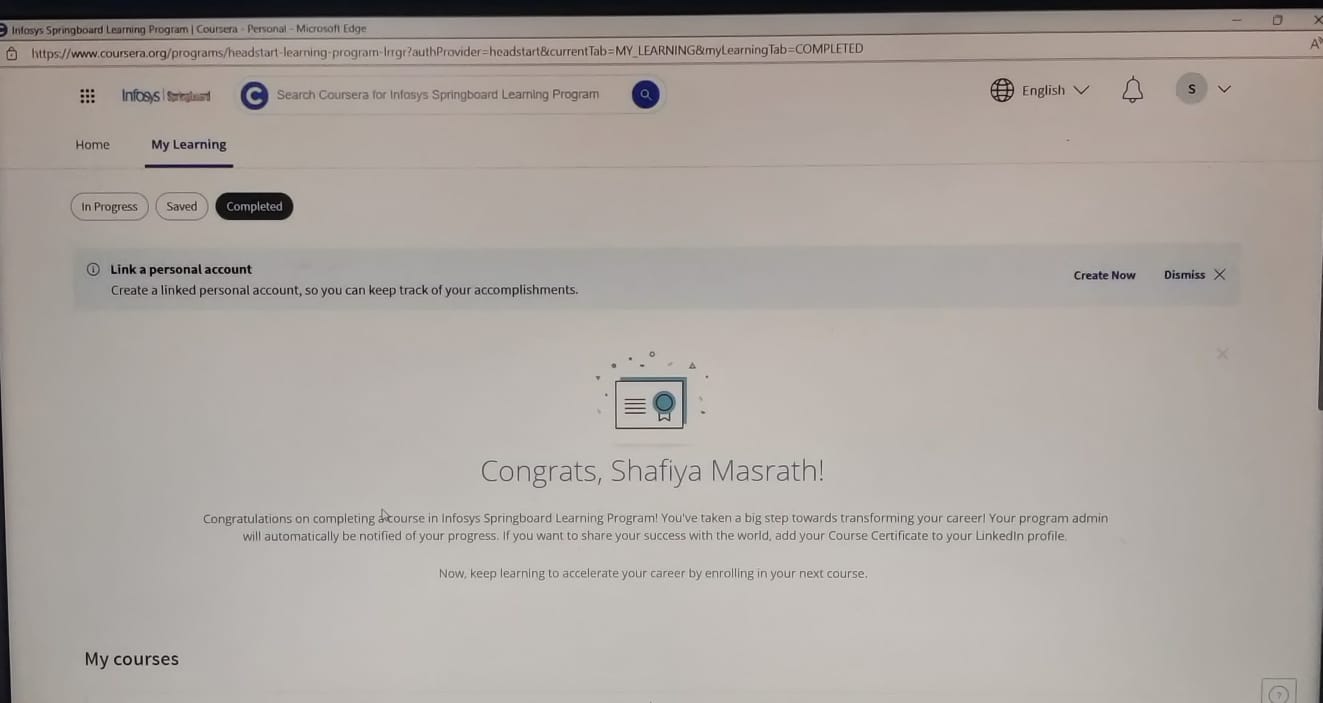 Infosys Springboard Learning Program | Coursera - Personal - Microsoft Edge
https://www.coursera.org/programs/headstart-learning-program-lrrgr?authProvider=headstart&currentTab=MY_LEARNING&myLearningTab=COMPLETED
Infosys | Springboard
Search Coursera for Infosys Springboard Learning Program
English
S
Home
My Learning
In Progress
Saved
Completed
Link a personal account
Create Now
Dismiss
Create a linked personal account, so you can keep track of your accomplishments.
Congrats, Shafiya Masrath!
Congratulations on completing a course in Infosys Springboard Learning Program! You've taken a big step towards transforming your career! Your program admin
will automatically be notified of your progress. If you want to share your success with the world, add your Course Certificate to your LinkedIn profile.
Now, keep learning to accelerate your career by enrolling in your next course.
My courses